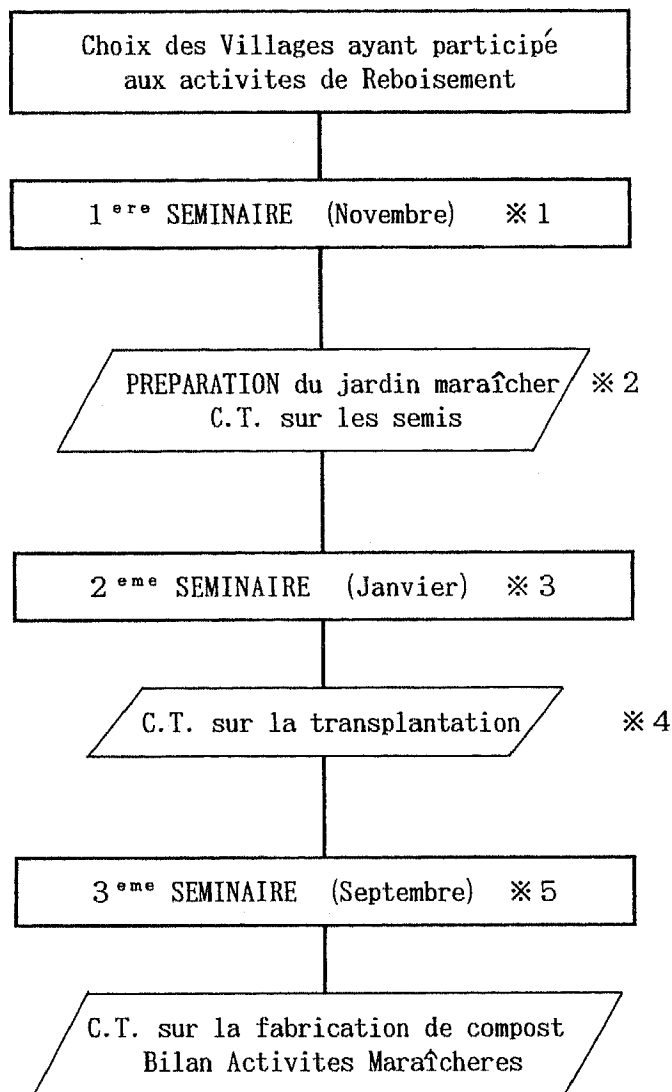 Choix des Villages ayant participé
aux activites de Reboisement
1ere SEMINAIRE (Novembre) ※1
PREPARATION du jardin maraîcher ※2
C.T. sur les semis
2eme SEMINAIRE (Janvier) ※3
C.T. sur la transplantation ※4
3eme SEMINAIRE (Septembre) ※5
C.T. sur la fabrication de compost
Bilan Activites Maraîcheres